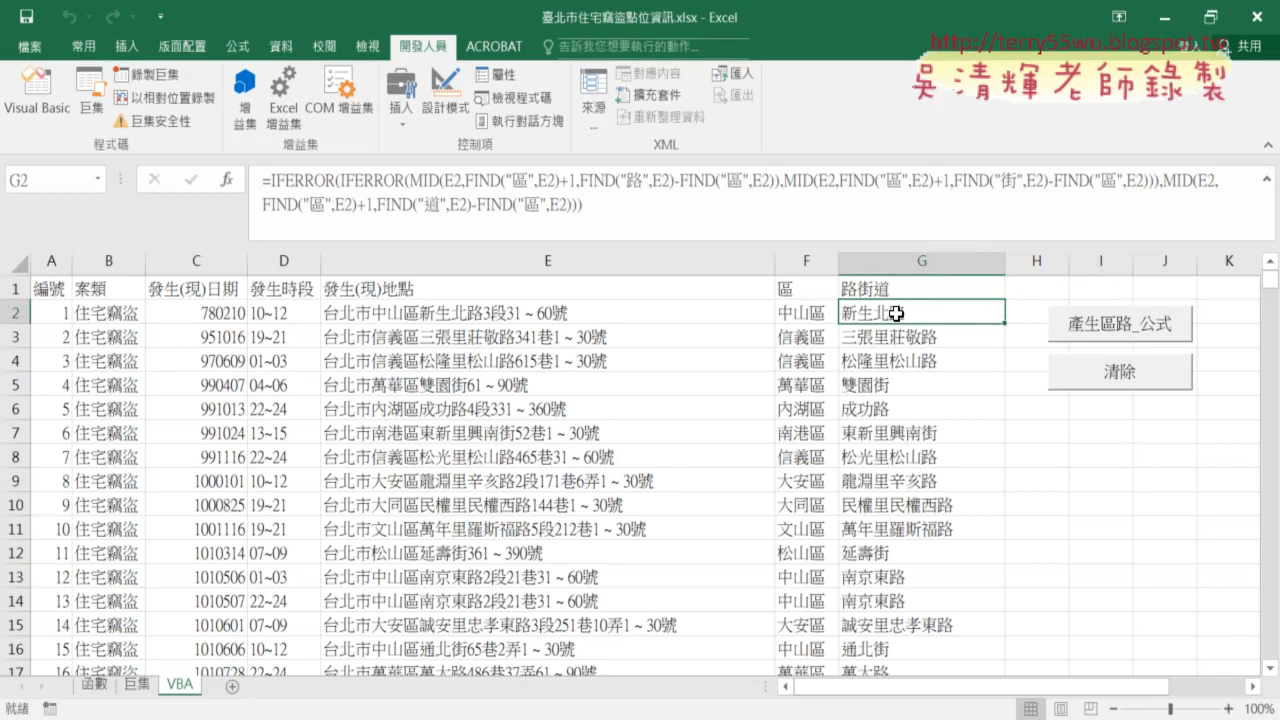 臺北市住宅竊盜點位資訊.xlsx - Excel
檔案 常用 插入 版面配置 公式 資料 校閱 檢視 開發人員 ACROBAT 告訴我您想要執行的動作... 共用
http://terry55wu.blogspot.tw
吳清輝老師錄製
Visual Basic 巨集 錄製巨集 以相對位置錄製 巨集安全性
增益集 Excel 增益集 COM 增益集
插入 設計模式 屬性 檢視程式碼 執行對話方塊
來源... 對應內容 擴充套件 重新整理資料 匯入 匯出
程式碼 增益集 控制項 XML
G2 fx =IFERROR(IFERROR(MID(E2,FIND("區",E2)+1,FIND("路",E2)-FIND("區",E2)),MID(E2,FIND("區",E2)+1,FIND("街",E2)-FIND("區",E2))),MID(E2,
FIND("區",E2)+1,FIND("道",E2)-FIND("區",E2)))
A B C D E F G H I J K
1 編號 案類 發生(現)日期 發生時段 發生(現)地點 區 路街道
2 1 住宅竊盜 780210 10~12 台北市中山區新生北路3段31~60號 中山區 新生北
3 2 住宅竊盜 951016 19~21 台北市信義區三張里莊敬路341巷1~30號 信義區 三張里莊敬路
4 3 住宅竊盜 970609 01~03 台北市信義區松隆里松山路615巷1~30號 信義區 松隆里松山路
5 4 住宅竊盜 990407 04~06 台北市萬華區雙園街61~90號 萬華區 雙園街
6 5 住宅竊盜 991013 22~24 台北市內湖區成功路4段331~360號 內湖區 成功路
7 6 住宅竊盜 991024 13~15 台北市南港區東新里興南街52巷1~30號 南港區 東新里興南街
8 7 住宅竊盜 991116 22~24 台北市信義區松光里松山路465巷31~60號 信義區 松光里松山路
9 8 住宅竊盜 1000101 10~12 台北市大安區龍淵里辛亥路2段171巷6弄1~30號 大安區 龍淵里辛亥路
10 9 住宅竊盜 1000825 19~21 台北市大同區民權里民權西路144巷1~30號 大同區 民權里民權西路
11 10 住宅竊盜 1001116 19~21 台北市文山區萬年里羅斯福路5段212巷1~30號 文山區 萬年里羅斯福路
12 11 住宅竊盜 1010314 07~09 台北市松山區延壽街361~390號 松山區 延壽街
13 12 住宅竊盜 1010506 01~03 台北市中山區南京東路2段21巷31~60號 中山區 南京東路
14 13 住宅竊盜 1010507 22~24 台北市中山區南京東路2段21巷31~60號 中山區 南京東路
15 14 住宅竊盜 1010601 07~09 台北市大安區誠安里忠孝東路3段251巷10弄1~30號 大安區 誠安里忠孝東路
16 15 住宅竊盜 1010606 10~12 台北市中山區通北街65巷2弄1~30號 中山區 通北街
17 16 住宅竊盜 1010728 22~24 台北市萬華區萬大路486巷37弄61~90號 萬華區 萬大路
產生區路_公式
清除
函數 巨集 VBA
就緒 100%